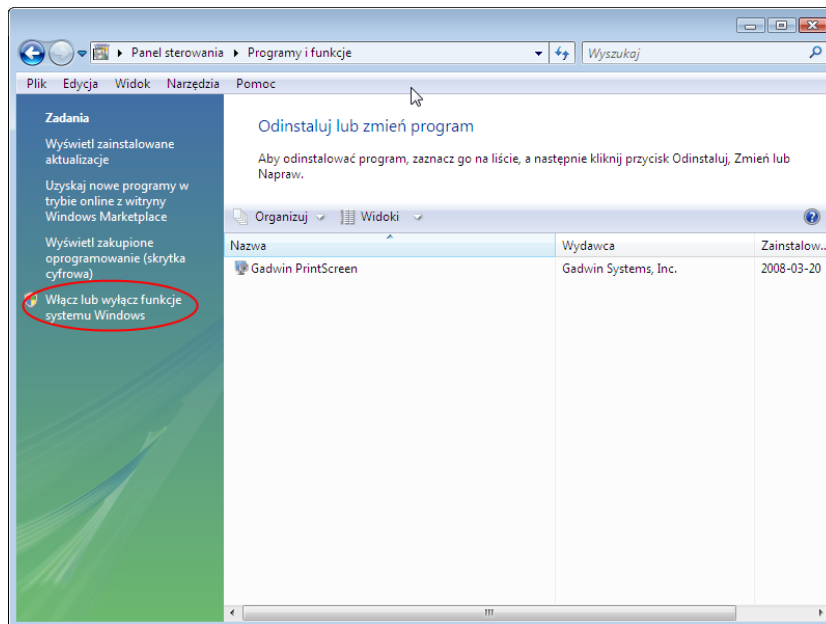 Panel sterowania Programy i funkcje
Wyszukaj
Plik Edycja Widok Narzędzia Pomoc
Zadania
Wyświetl zainstalowane
aktualizacje
Uzyskaj nowe programy w
trybie online z witryny
Windows Marketplace
Wyświetl zakupione
oprogramowanie (skrytka
cyfrowa)
Włącz lub wyłącz funkcje
systemu Windows
Odinstaluj lub zmień program
Aby odinstalować program, zaznacz go na liście, a następnie kliknij przycisk Odinstaluj, Zmień lub
Napraw.
Organizuj Widoki
Nazwa Wydawca Zainstalow...
Gadwin PrintScreen Gadwin Systems, Inc. 2008-03-20